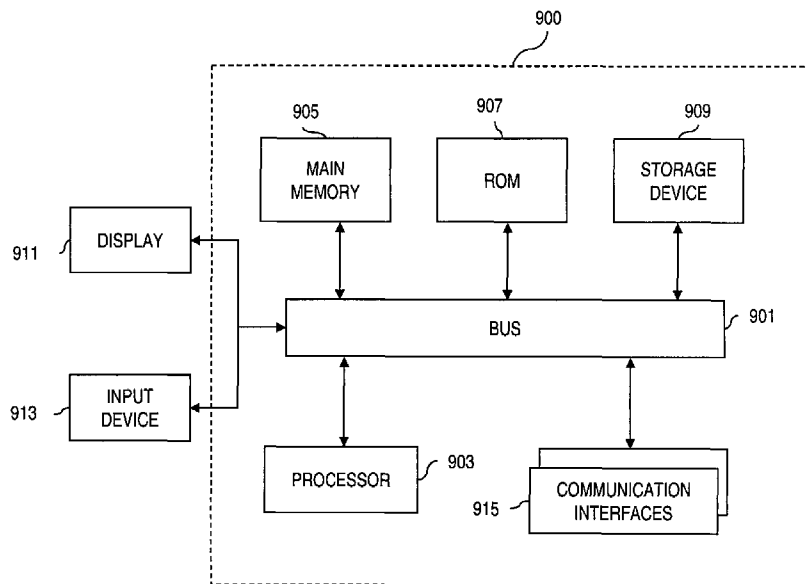 900
905
907
909
MAIN
MEMORY
ROM
STORAGE
DEVICE
911
DISPLAY
BUS
901
913
INPUT
DEVICE
PROCESSOR
903
915
COMMUNICATION
INTERFACES